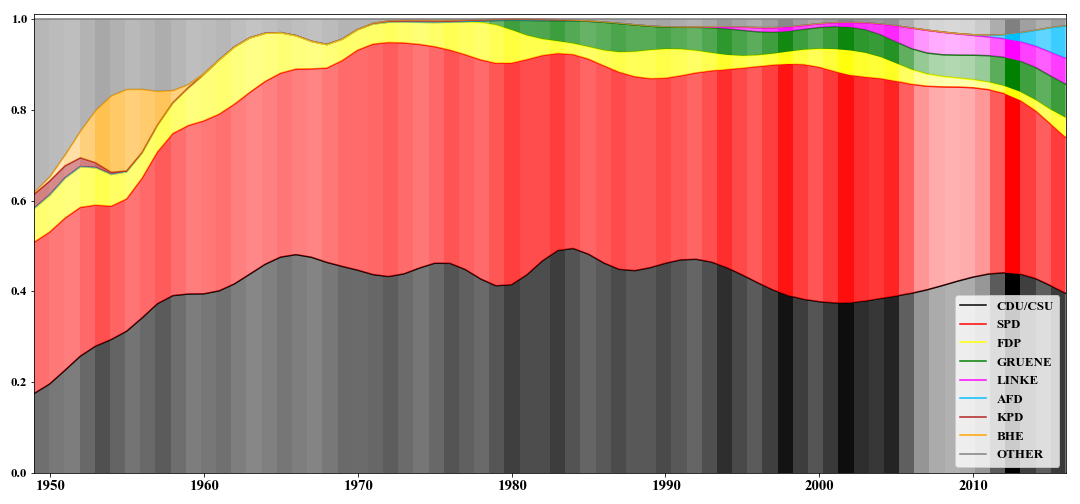 1.0
0.8
0.6
0.4
0.2
0.0
1950 1960 1970 1980 1990 2000 2010
CDU/CSU
SPD
FDP
GRUENE
LINKE
AFD
KPD
BHE
OTHER